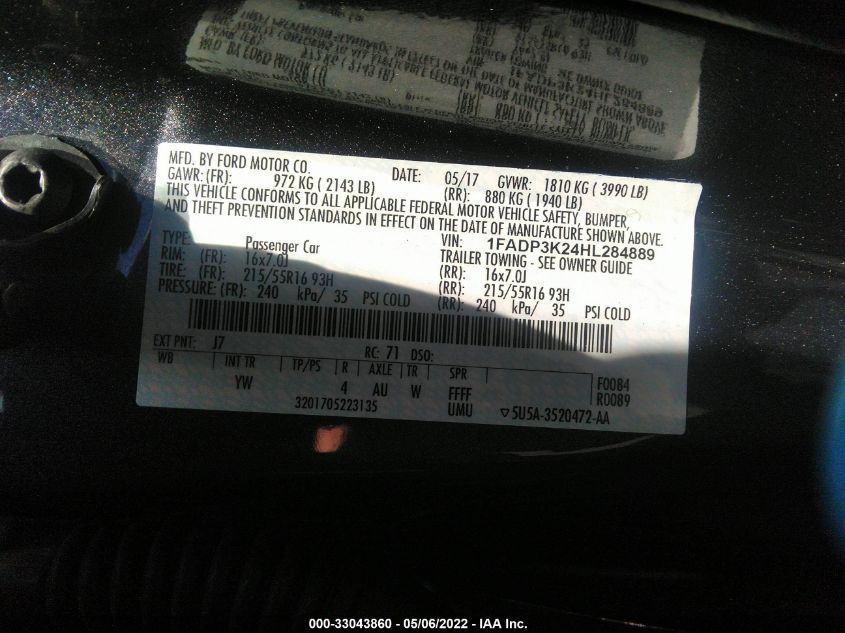 MFD. BY FORD MOTOR CO.
DATE: 05/17 GVWR: 1810 KG ( 3990 LB)
GAWR: (FR): 972 KG ( 2143 LB) (RR): 880 KG ( 1940 LB)
THIS VEHICLE CONFORMS TO ALL APPLICABLE FEDERAL MOTOR VEHICLE SAFETY, BUMPER,
AND THEFT PREVENTION STANDARDS IN EFFECT ON THE DATE OF MANUFACTURE SHOWN ABOVE.
VIN: 1FADP3K24HL284889
TYPE: Passenger Car TRAILER TOWING - SEE OWNER GUIDE
RIM: (FR): 16x7.0J (RR): 16x7.0J
TIRE: (FR): 215/55R16 93H (RR): 215/55R16 93H
PRESSURE: (FR): 240 kPa/ 35 PSI COLD (RR): 240 kPa/ 35 PSI COLD
EXT PNT: J7 RC: 71 DSO:
WB INT TR TP/PS R AXLE TR SPR
YW 4 AU W FFFF
UMU
F0084
R0089
3201705223135 ▽5U5A-3520472-AA
000-33043860 - 05/06/2022 - IAA Inc.